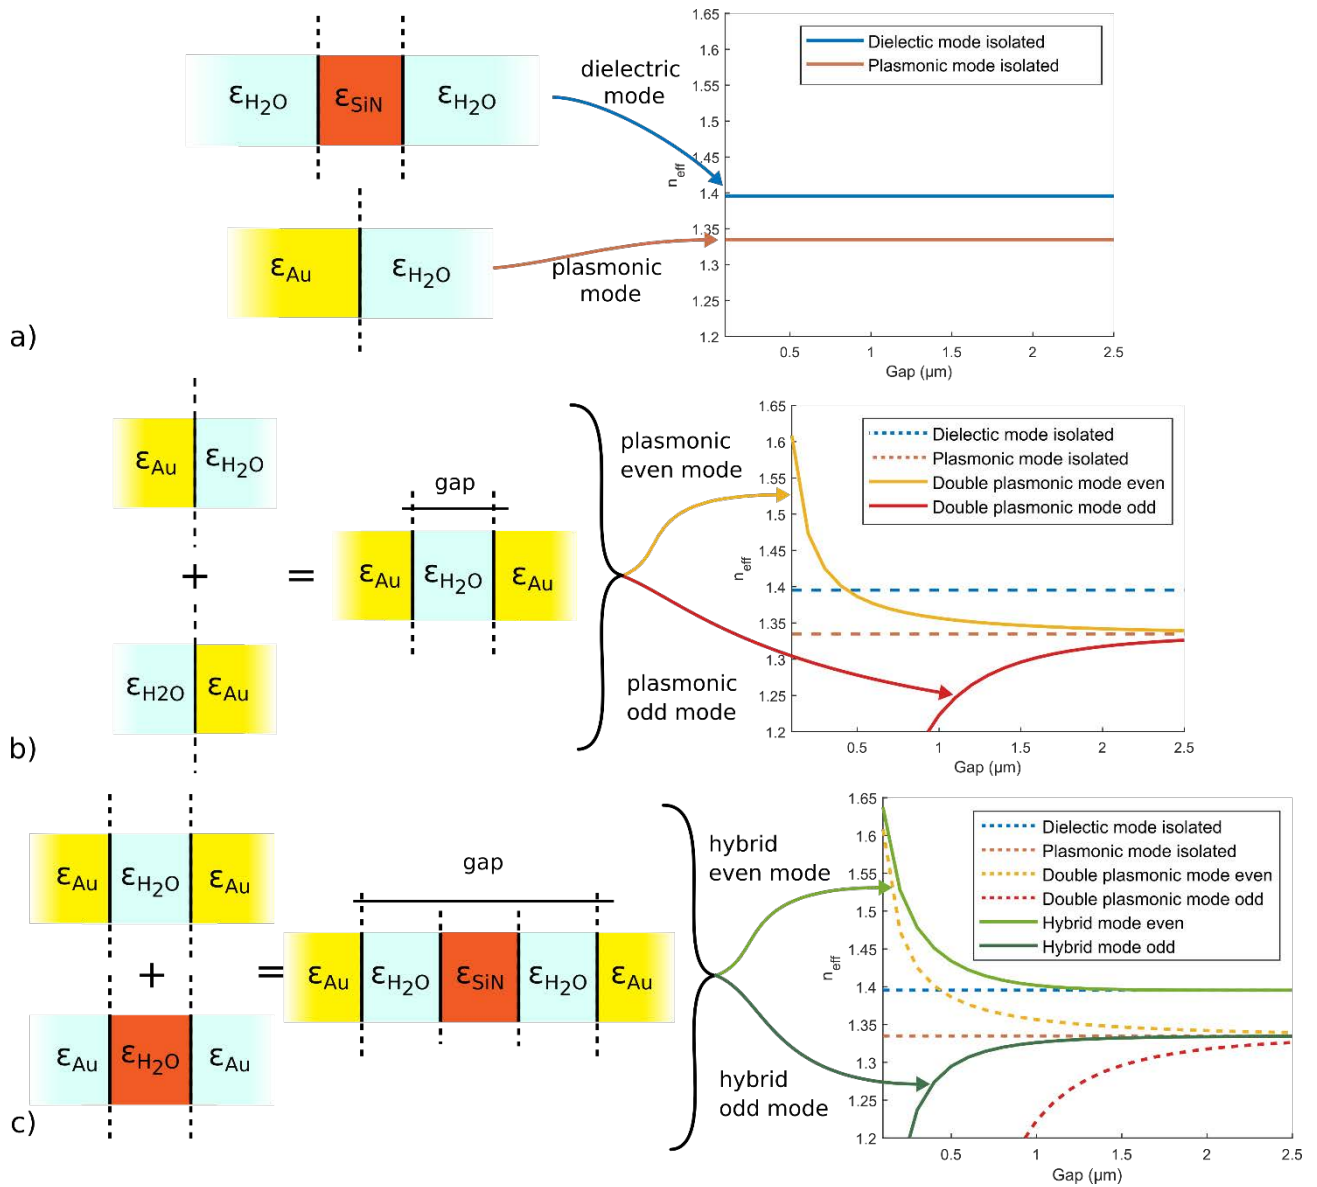 εH2O εSiN εH2O
dielectric
mode
εAu εH2O
plasmonic
mode
a)
1.65
1.6
1.55
1.5
1.45
1.4
1.35
1.3
1.25
1.2
neff
0.5 1 1.5 2 2.5
Gap (µm)
Dielectic mode isolated
Plasmonic mode isolated
εAu εH2O
+
εH2O εAu
=
gap
εAu εH2O εAu
plasmonic
even mode
plasmonic
odd mode
b)
1.65
1.6
1.55
1.5
1.45
1.4
1.35
1.3
1.25
1.2
neff
0.5 1 1.5 2 2.5
Gap (µm)
Dielectic mode isolated
Plasmonic mode isolated
Double plasmonic mode even
Double plasmonic mode odd
εAu εH2O εAu
+
εAu εH2O εAu
=
gap
εAu εH2O εSiN εH2O εAu
hybrid
even mode
hybrid
odd mode
c)
1.65
1.6
1.55
1.5
1.45
1.4
1.35
1.3
1.25
1.2
neff
0.5 1 1.5 2 2.5
Gap (µm)
Dielectic mode isolated
Plasmonic mode isolated
Double plasmonic mode even
Double plasmonic mode odd
Hybrid mode even
Hybrid mode odd